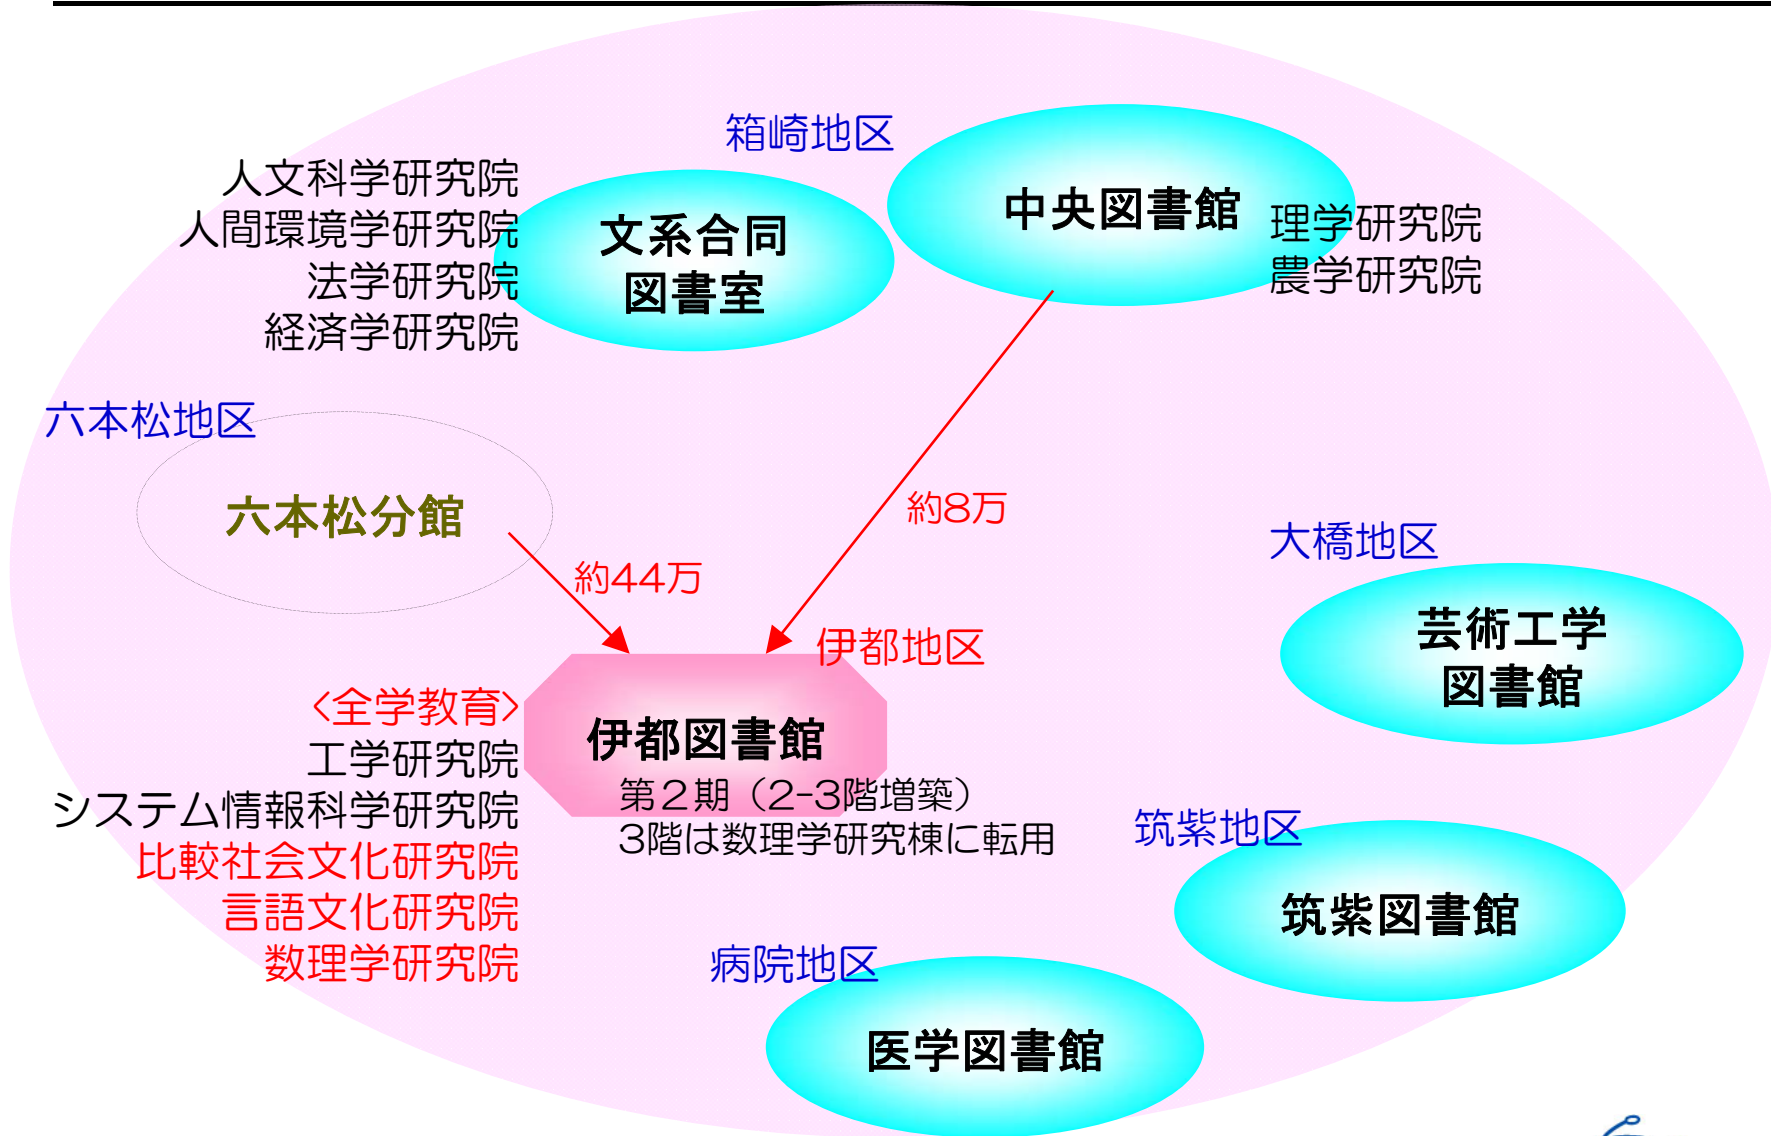 箱崎地区
中央図書館
理学研究院
農学研究院
人文科学研究院
人間環境学研究院
法学研究院
経済学研究院
文系合同
図書室
六本松地区
六本松分館
約44万
約8万
伊都地区
伊都図書館
第２期（2-3階増築）
3階は数理学研究棟に転用
<全学教育>
工学研究院
システム情報科学研究院
比較社会文化研究院
言語文化研究院
数理学研究院
大橋地区
芸術工学
図書館
筑紫地区
筑紫図書館
病院地区
医学図書館